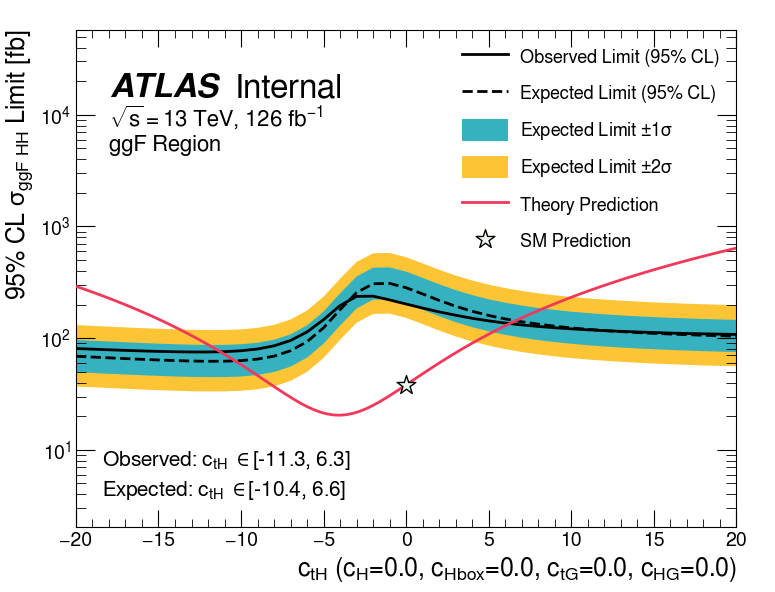 95% CL σggF HH Limit [fb]
ATLAS Internal
√s = 13 TeV, 126 fb⁻¹
ggF Region
Observed Limit (95% CL)
Expected Limit (95% CL)
Expected Limit ±1σ
Expected Limit ±2σ
Theory Prediction
SM Prediction
10⁴
10³
10²
10¹
Observed: ctH ∈[-11.3, 6.3]
Expected: ctH ∈[-10.4, 6.6]
−20 −15 −10 −5 0 5 10 15 20
ctH (cH=0.0, cHbox=0.0, ctG=0.0, cHG=0.0)